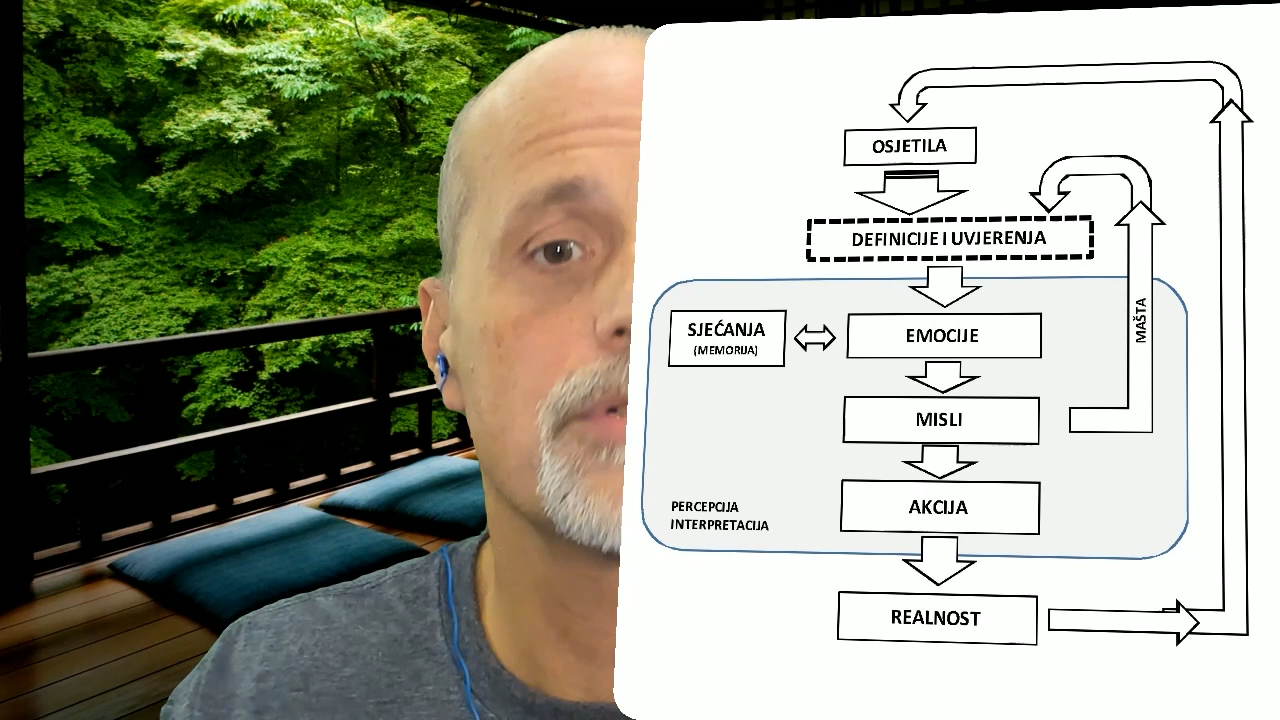 OSJETILA
DEFINICIJE I UVJERENJA
SJEĆANJA
(MEMORIJA)
EMOCIJE
MAŠTA
MISLI
AKCIJA
PERCEPCIJA
INTERPRETACIJA
REALNOST